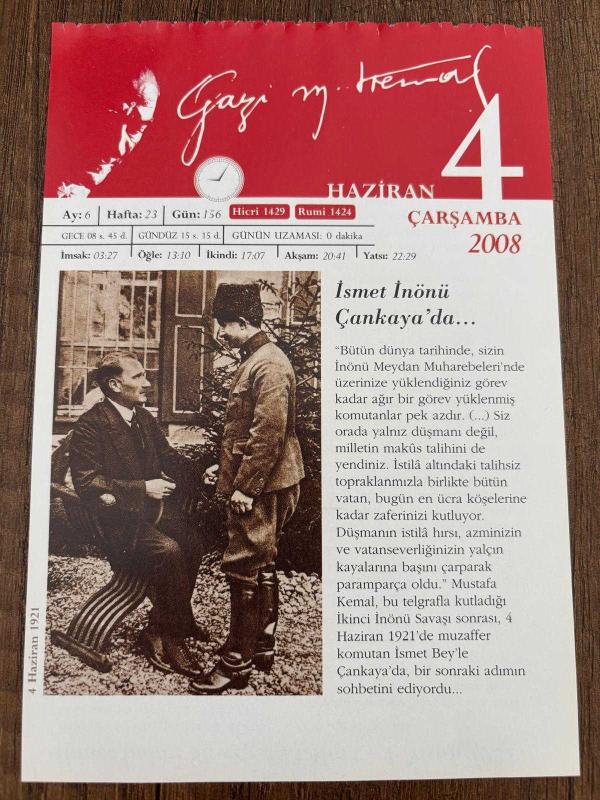 Gazi M. Kemal
4
HAZİRAN
ÇARŞAMBA
2008
Ay: 6 Hafta: 23 Gün: 156 Hicri 1429 Rumi 1424
GECE 08 s. 45 d. GÜNDÜZ 15 s. 15 d. GÜNÜN UZAMASI: 0 dakika
İmsak: 03:27 Öğle: 13:10 İkindi: 17:07 Akşam: 20:41 Yatsı: 22:29
İsmet İnönü
Çankaya'da...
"Bütün dünya tarihinde, sizin
İnönü Meydan Muharebeleri'nde
üzerinize yüklendiğiniz görev
kadar ağır bir görev yüklenmiş
komutanlar pek azdır. (...) Siz
orada yalnız düşmanı değil,
milletin makûs talihini de
yendiniz. İstilâ altındaki talihsiz
topraklanmızla birlikte bütün
vatan, bugün en ücra köşelerine
kadar zaferinizi kutluyor.
Düşmanın istilâ hırsı, azminizin
ve vatanseverliğinizin yalçın
kayalarına başını çarparak
paramparça oldu." Mustafa
Kemal, bu telgrafla kutladığı
İkinci İnönü Savaşı sonrası, 4
Haziran 1921'de muzaffer
komutan İsmet Bey'le
Çankaya'da, bir sonraki adımın
sohbetini ediyordu...
4 Haziran 1921